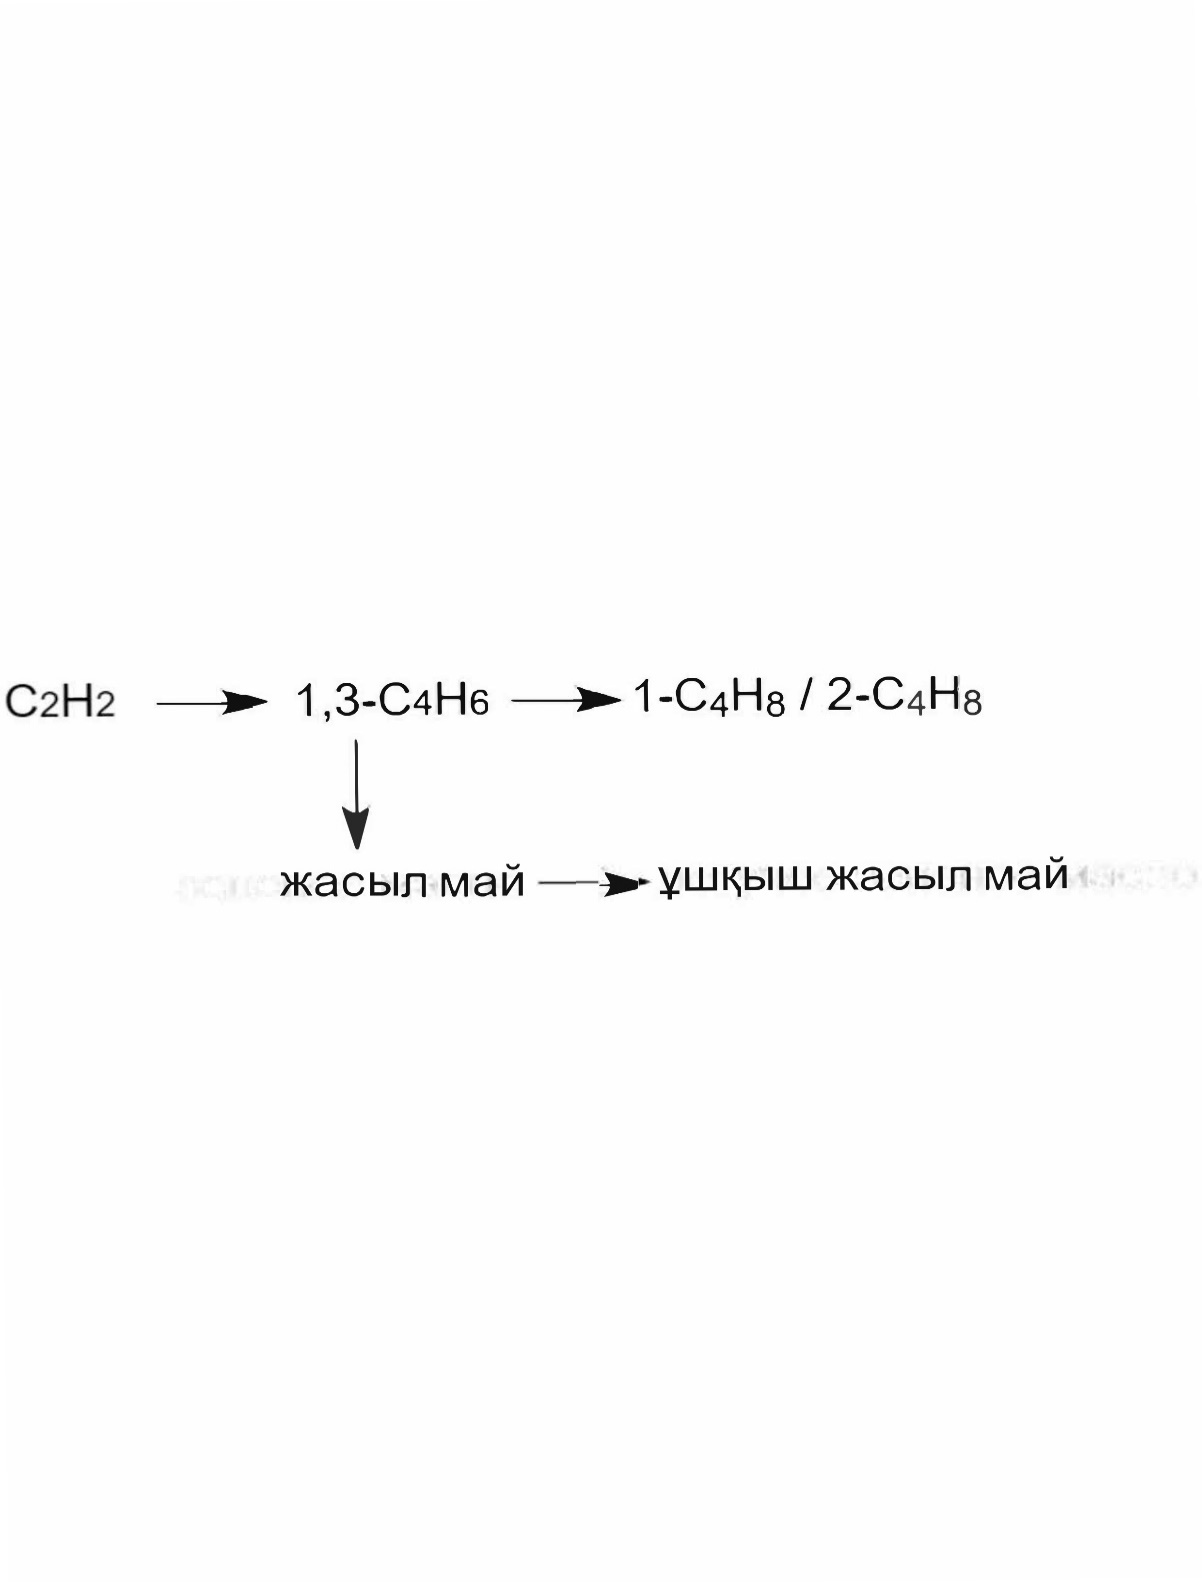 C2H2 → 1,3-C4H6 → 1-C4H8 / 2-C4H8
жасыл май → ұшқыш жасыл май